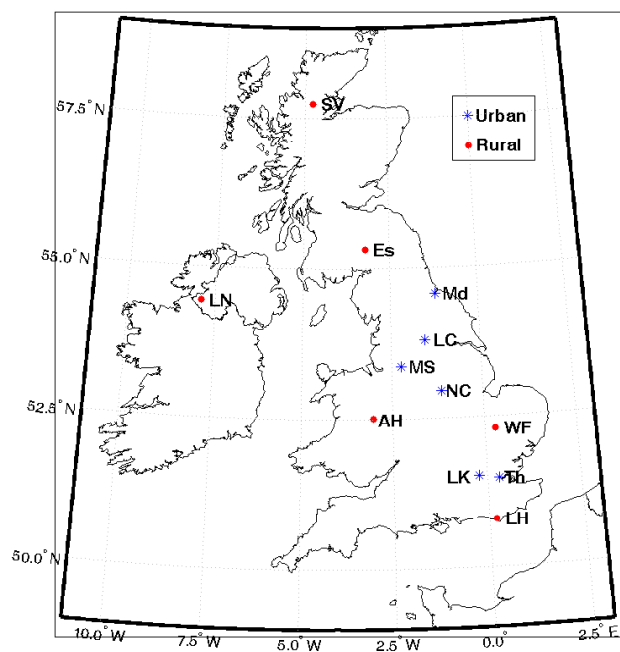 57.5°N
SV
Urban
Rural
55.0°N
Es
LN
Md
LC
MS
NC
52.5°N
AH
WF
LK
Th
LH
50.0°N
10.0°W
7.5°W
5.0°W
2.5°W
0.0°
2.5°E